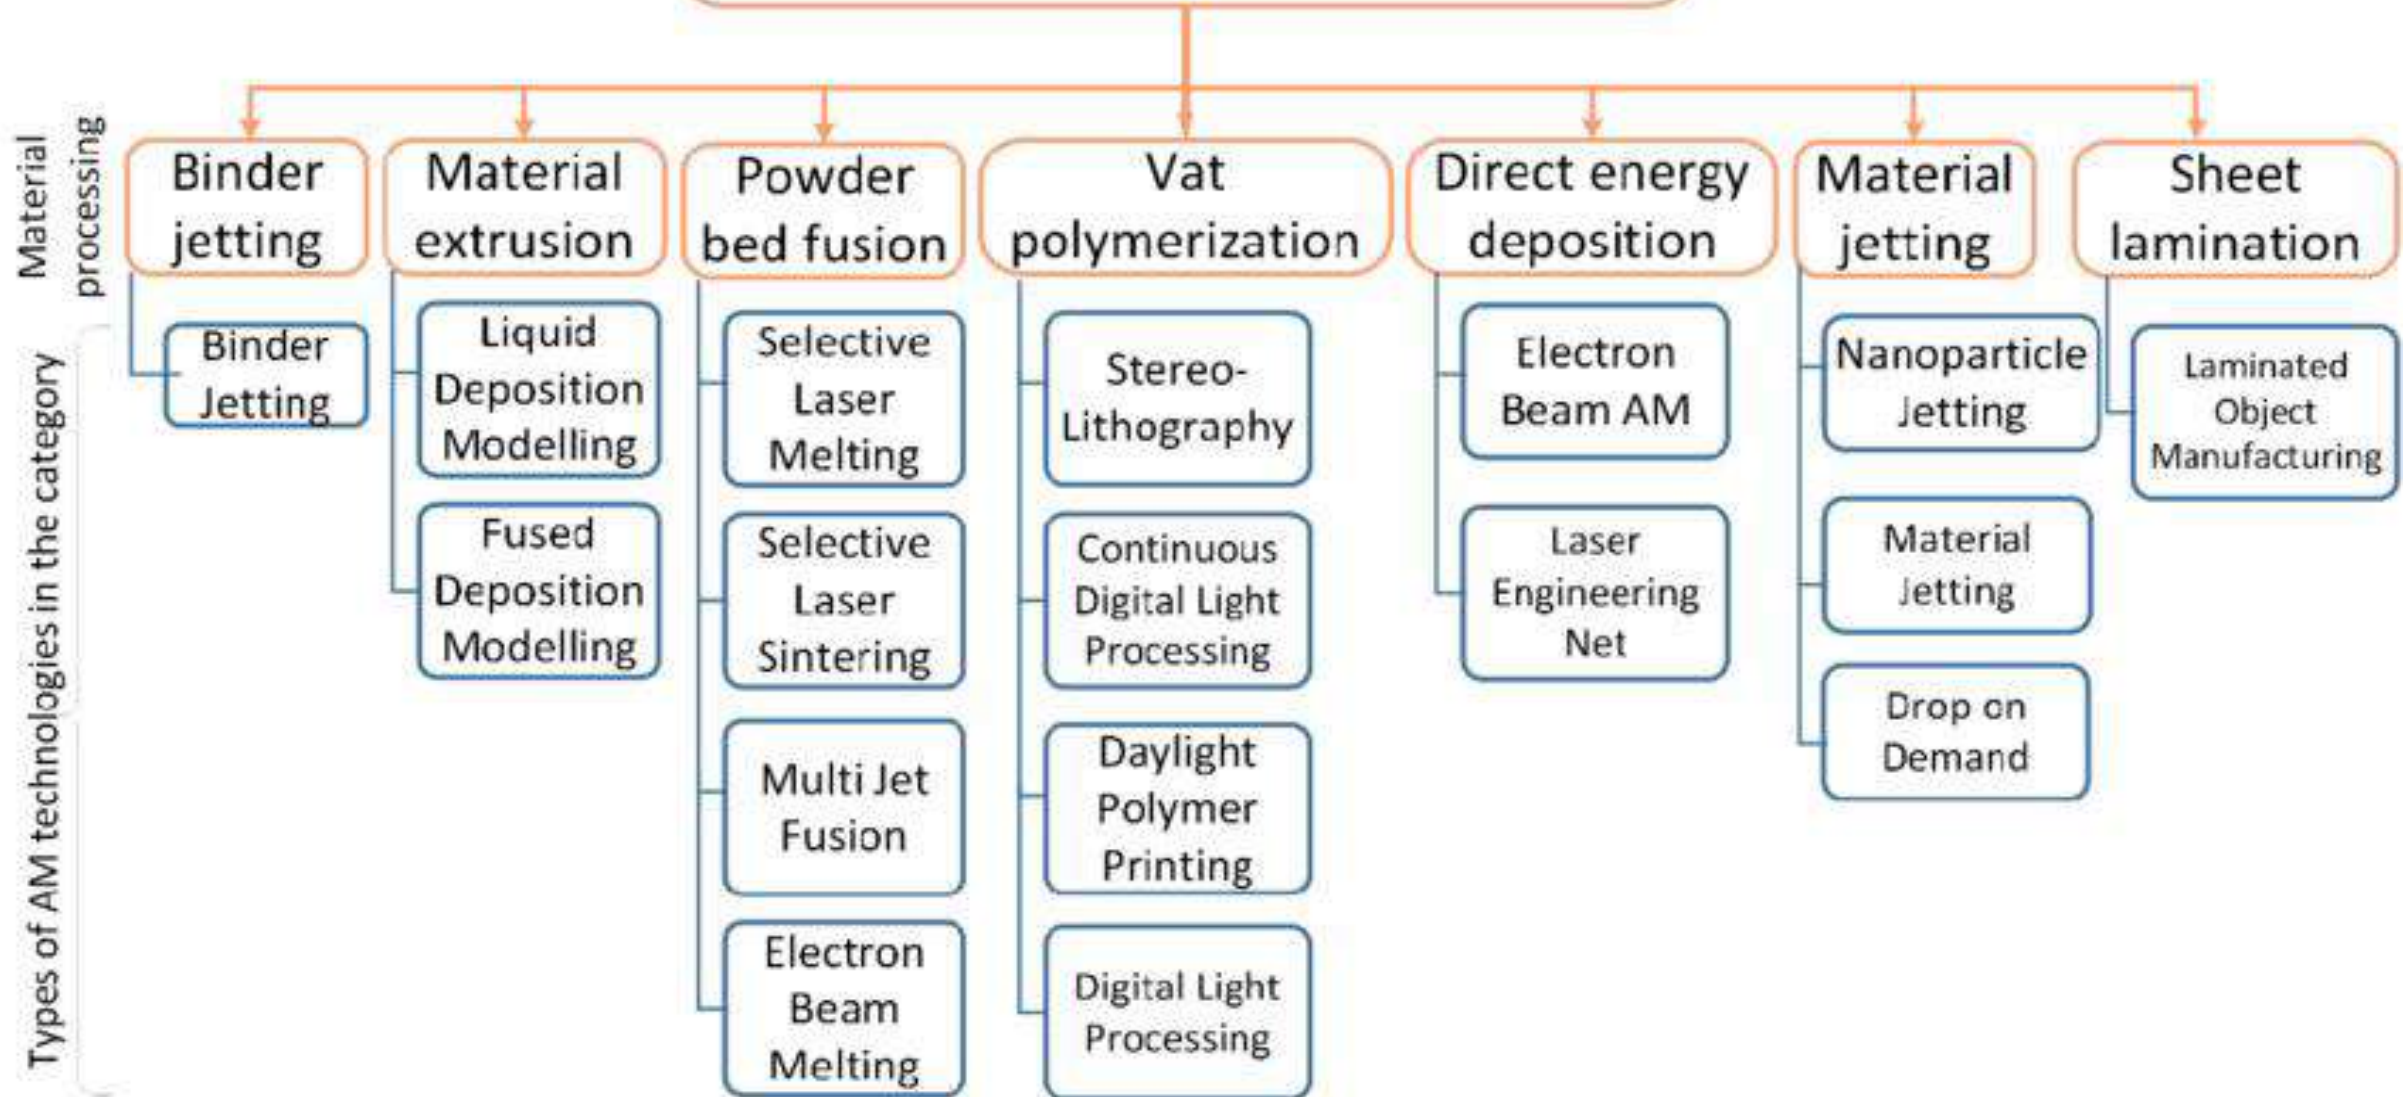 Material
processing
Binder
jetting
Material
extrusion
Powder
bed fusion
Vat
polymerization
Direct energy
deposition
Material
jetting
Sheet
lamination
Types of AM technologies in the category
Binder
Jetting
Liquid
Deposition
Modelling
Fused
Deposition
Modelling
Selective
Laser
Melting
Selective
Laser
Sintering
Multi Jet
Fusion
Electron
Beam
Melting
Stereo-
Lithography
Continuous
Digital Light
Processing
Daylight
Polymer
Printing
Digital Light
Processing
Electron
Beam AM
Laser
Engineering
Net
Nanoparticle
Jetting
Material
Jetting
Drop on
Demand
Laminated
Object
Manufacturing